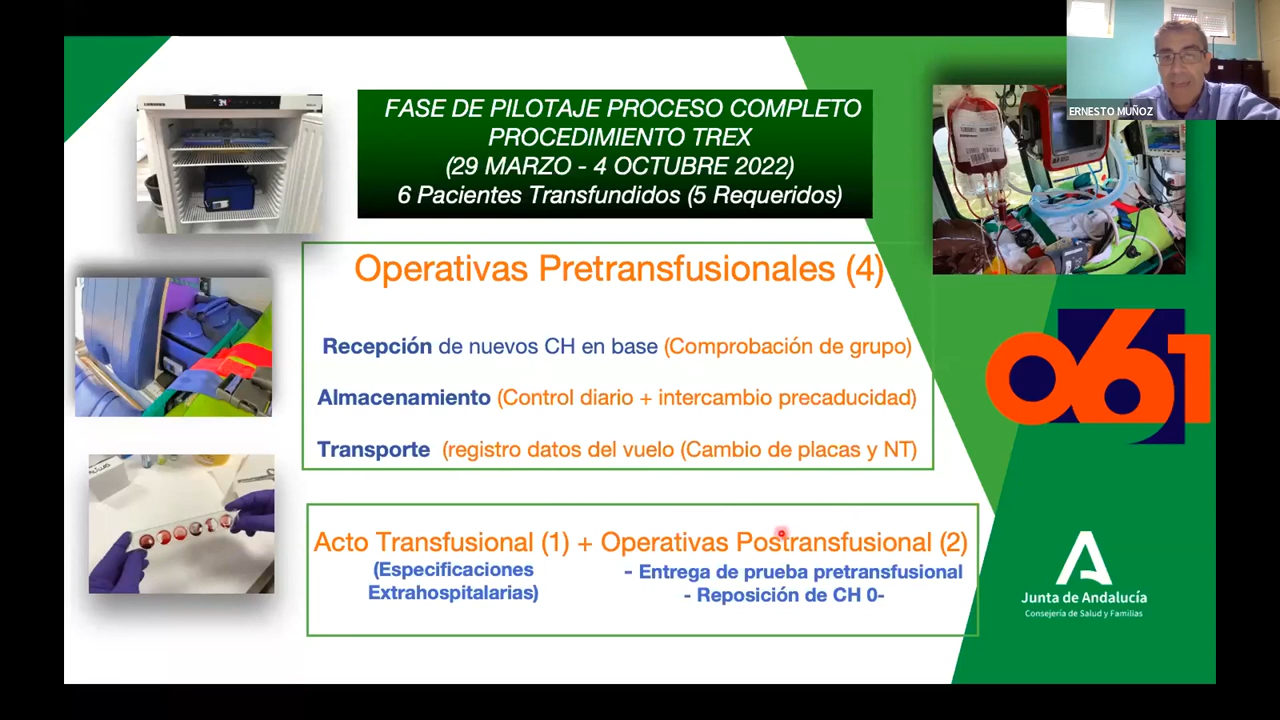 FASE DE PILOTAJE PROCESO COMPLETO
PROCEDIMIENTO TREX
(29 MARZO - 4 OCTUBRE 2022)
6 Pacientes Transfundidos (5 Requeridos)
ERNESTO MUÑOZ
Operativas Pretransfusionales (4)
Recepción de nuevos CH en base (Comprobación de grupo)
Almacenamiento (Control diario + intercambio precaducidad)
Transporte (registro datos del vuelo (Cambio de placas y NT)
061
Acto Transfusional (1) + Operativas Postransfusional (2)
(Especificaciones
Extrahospitalarias)
- Entrega de prueba pretransfusional
- Reposición de CH 0-
Junta de Andalucía
Consejería de Salud y Familias